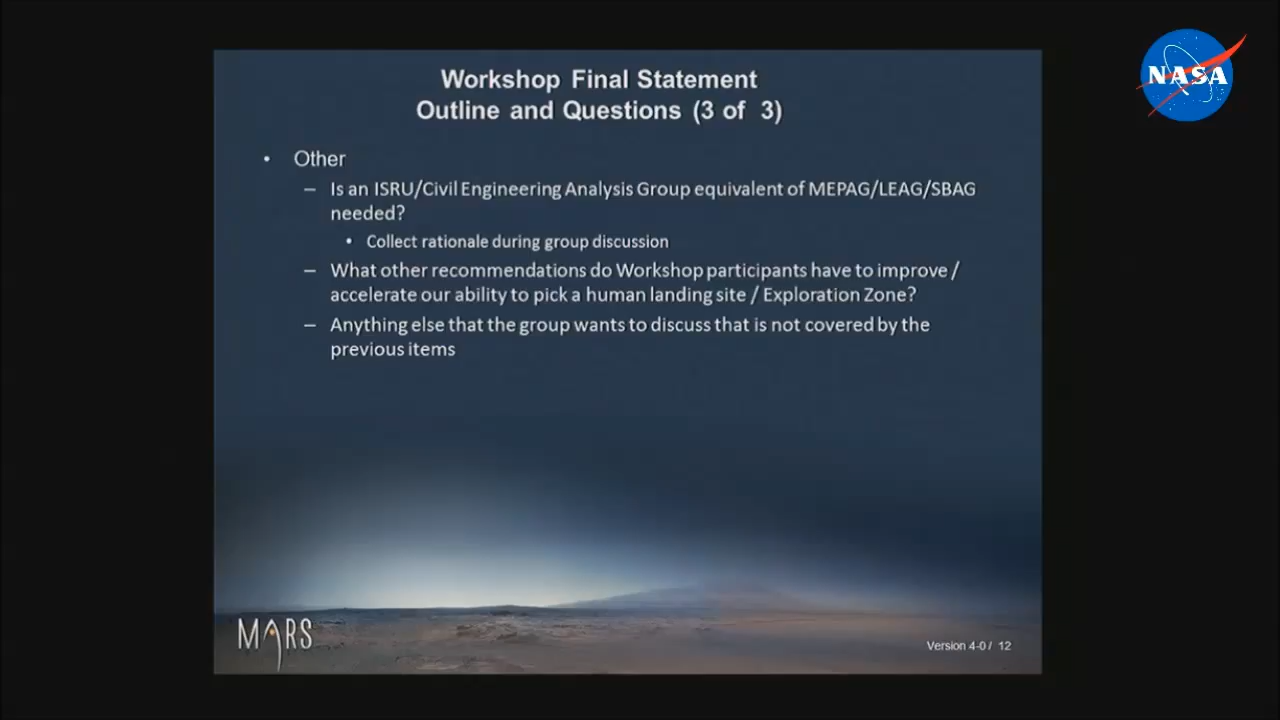 NASA
Workshop Final Statement
Outline and Questions (3 of 3)
• Other
– Is an ISRU/Civil Engineering Analysis Group equivalent of MEPAG/LEAG/SBAG
needed?
• Collect rationale during group discussion
– What other recommendations do Workshop participants have to improve /
accelerate our ability to pick a human landing site / Exploration Zone?
– Anything else that the group wants to discuss that is not covered by the
previous items
MARS
Version 4-0 / 12